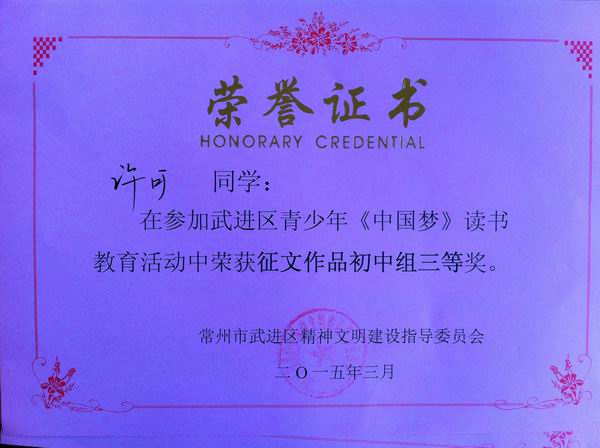 荣誉证书
HONORARY CREDENTIAL
许可 同学：
在参加武进区青少年《中国梦》读书
教育活动中荣获征文作品初中组三等奖。
常州市武进区精神文明建设指导委员会
二〇一五年三月